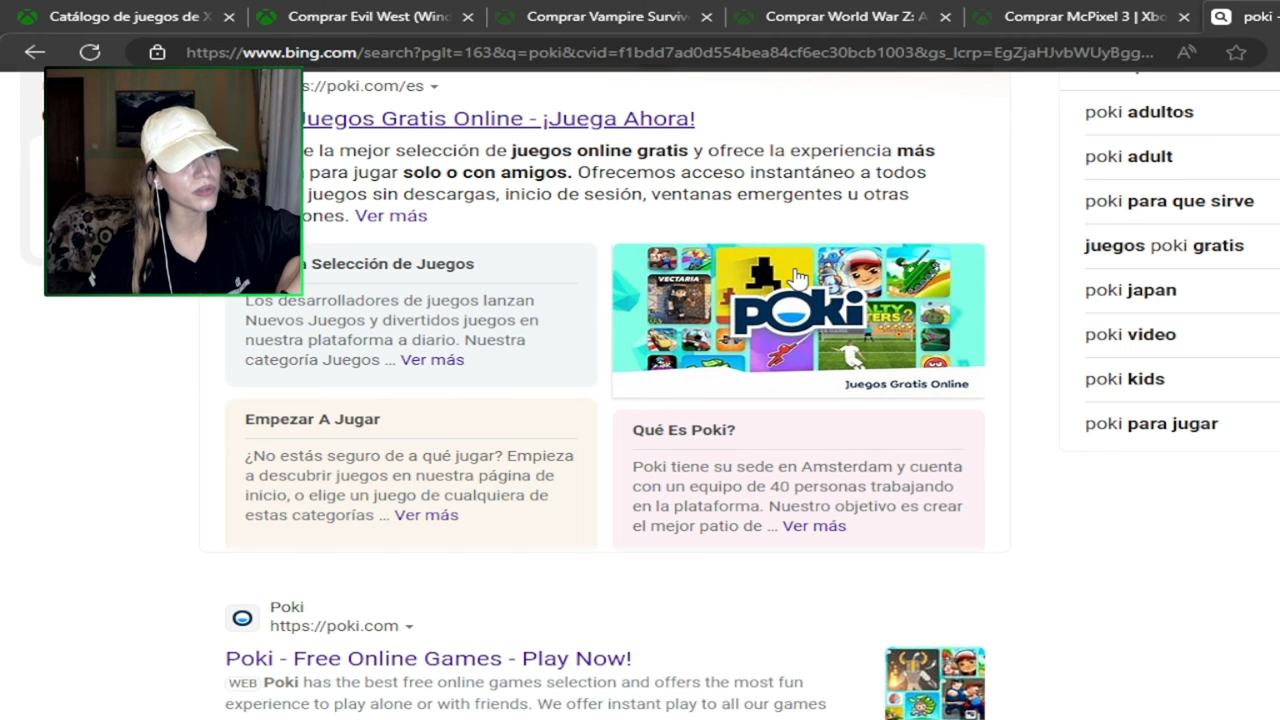 Catálogo de juegos de X
Comprar Evil West (Wind
Comprar Vampire Surviv
Comprar World War Z: A
Comprar McPixel 3 | Xbo
poki -
https://www.bing.com/search?pglt=163&q=poki&cvid=f1bdd7ad0d554bea84cf6ec30bcb1003&gs_lcrp=EgZjaHJvbWUyBgg...
s://poki.com/es
Juegos Gratis Online - ¡Juega Ahora!
e la mejor selección de juegos online gratis y ofrece la experiencia más
para jugar solo o con amigos. Ofrecemos acceso instantáneo a todos
juegos sin descargas, inicio de sesión, ventanas emergentes u otras
ones. Ver más
a Selección de Juegos
Los desarrolladores de juegos lanzan
Nuevos Juegos y divertidos juegos en
nuestra plataforma a diario. Nuestra
categoría Juegos ... Ver más
VECTARIA
POKI
Juegos Gratis Online
Empezar A Jugar
¿No estás seguro de a qué jugar? Empieza
a descubrir juegos en nuestra página de
inicio, o elige un juego de cualquiera de
estas categorías ... Ver más
Qué Es Poki?
Poki tiene su sede en Amsterdam y cuenta
con un equipo de 40 personas trabajando
en la plataforma. Nuestro objetivo es crear
el mejor patio de ... Ver más
Poki
https://poki.com
Poki - Free Online Games - Play Now!
WEB Poki has the best free online games selection and offers the most fun
experience to play alone or with friends. We offer instant play to all our games
poki adultos
poki adult
poki para que sirve
juegos poki gratis
poki japan
poki video
poki kids
poki para jugar